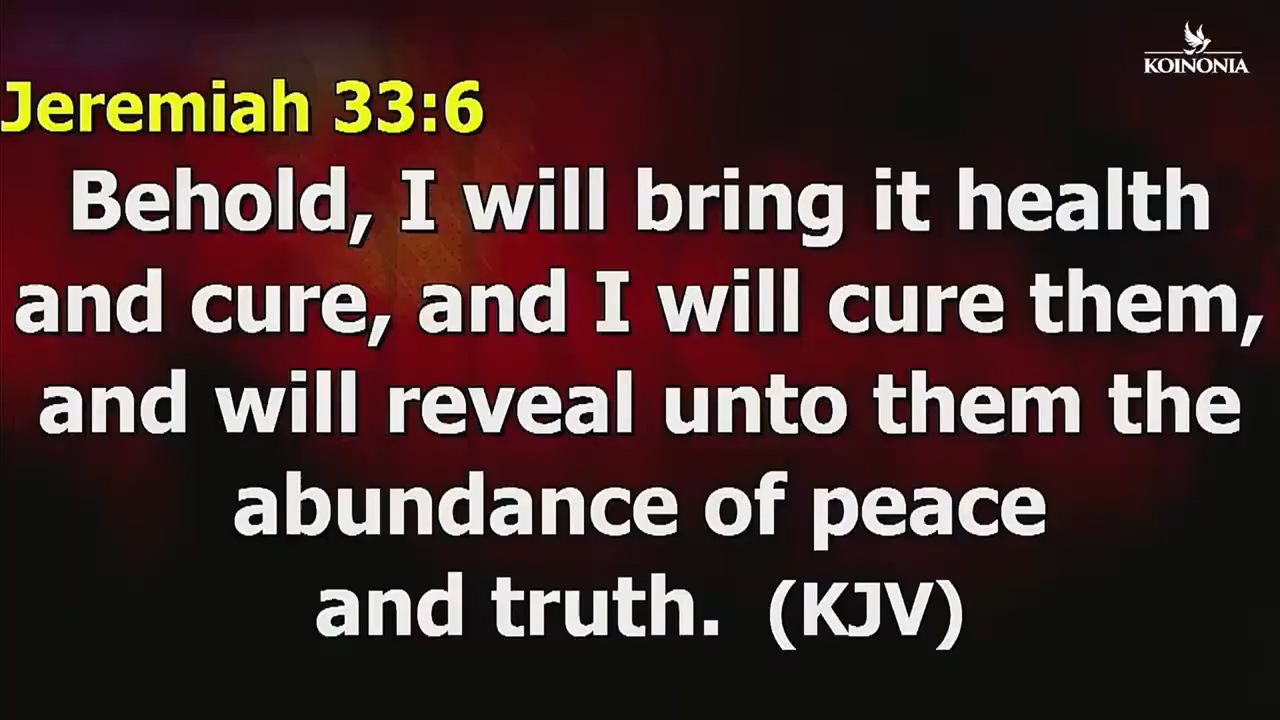 KOINONIA
Jeremiah 33:6
Behold, I will bring it health
and cure, and I will cure them,
and will reveal unto them the
abundance of peace
and truth. (KJV)